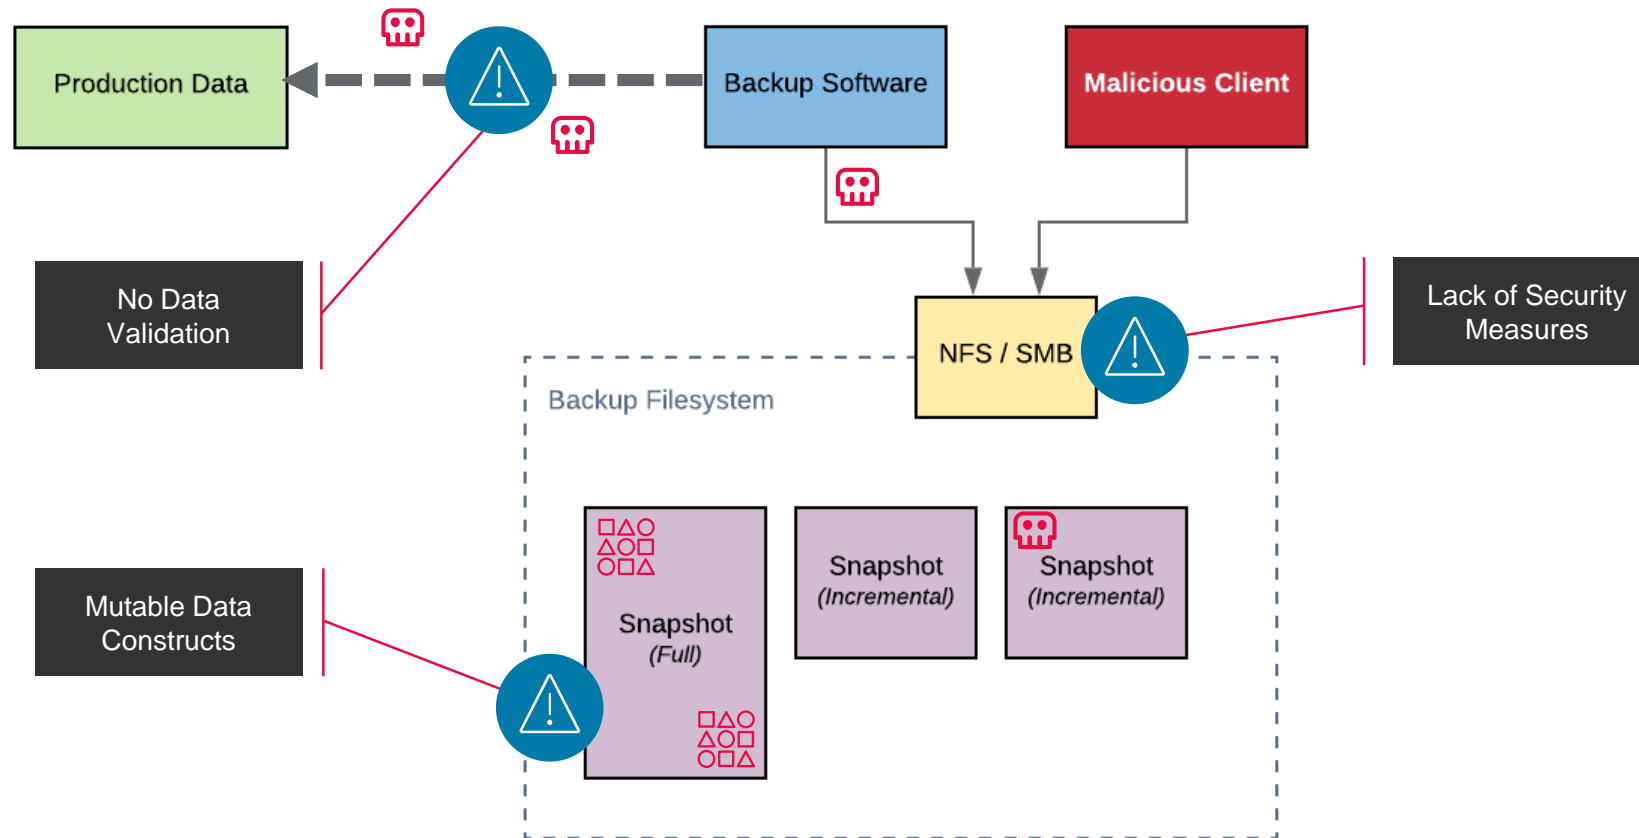 Production Data
Backup Software
Malicious Client
No Data
Validation
Lack of Security
Measures
NFS / SMB
Backup Filesystem
Snapshot
(Full)
Snapshot
(Incremental)
Snapshot
(Incremental)
Mutable Data
Constructs